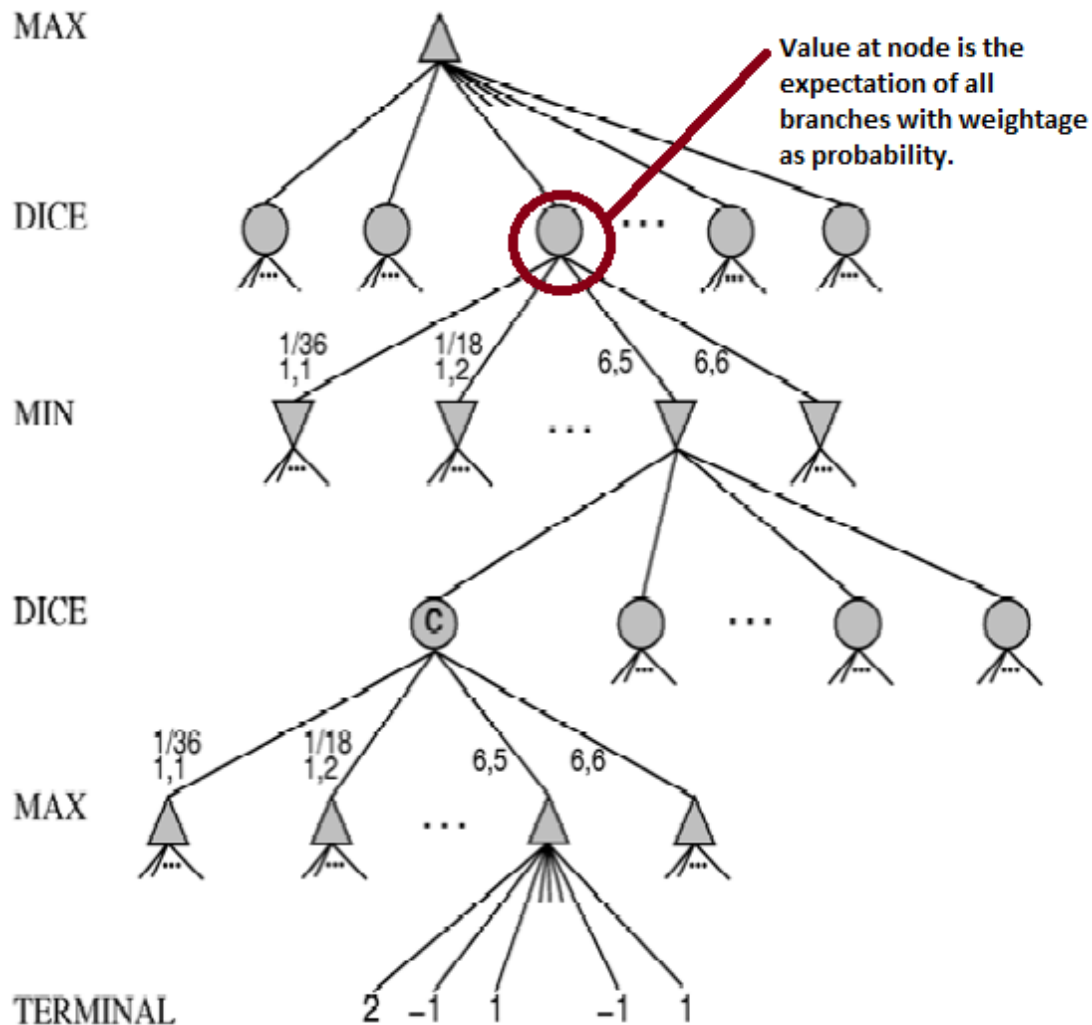 MAX
Value at node is the
expectation of all
branches with weightage
as probability.
DICE
...
... ... ... ... ...
1/36 1/18
1,1 1,2 6,5 6,6
MIN
...
... ... ...
DICE
C ...
... ... ...
1/36 1/18
1,1 1,2 6,5 6,6
MAX
...
... ... ...
TERMINAL 2 -1 1 -1 1